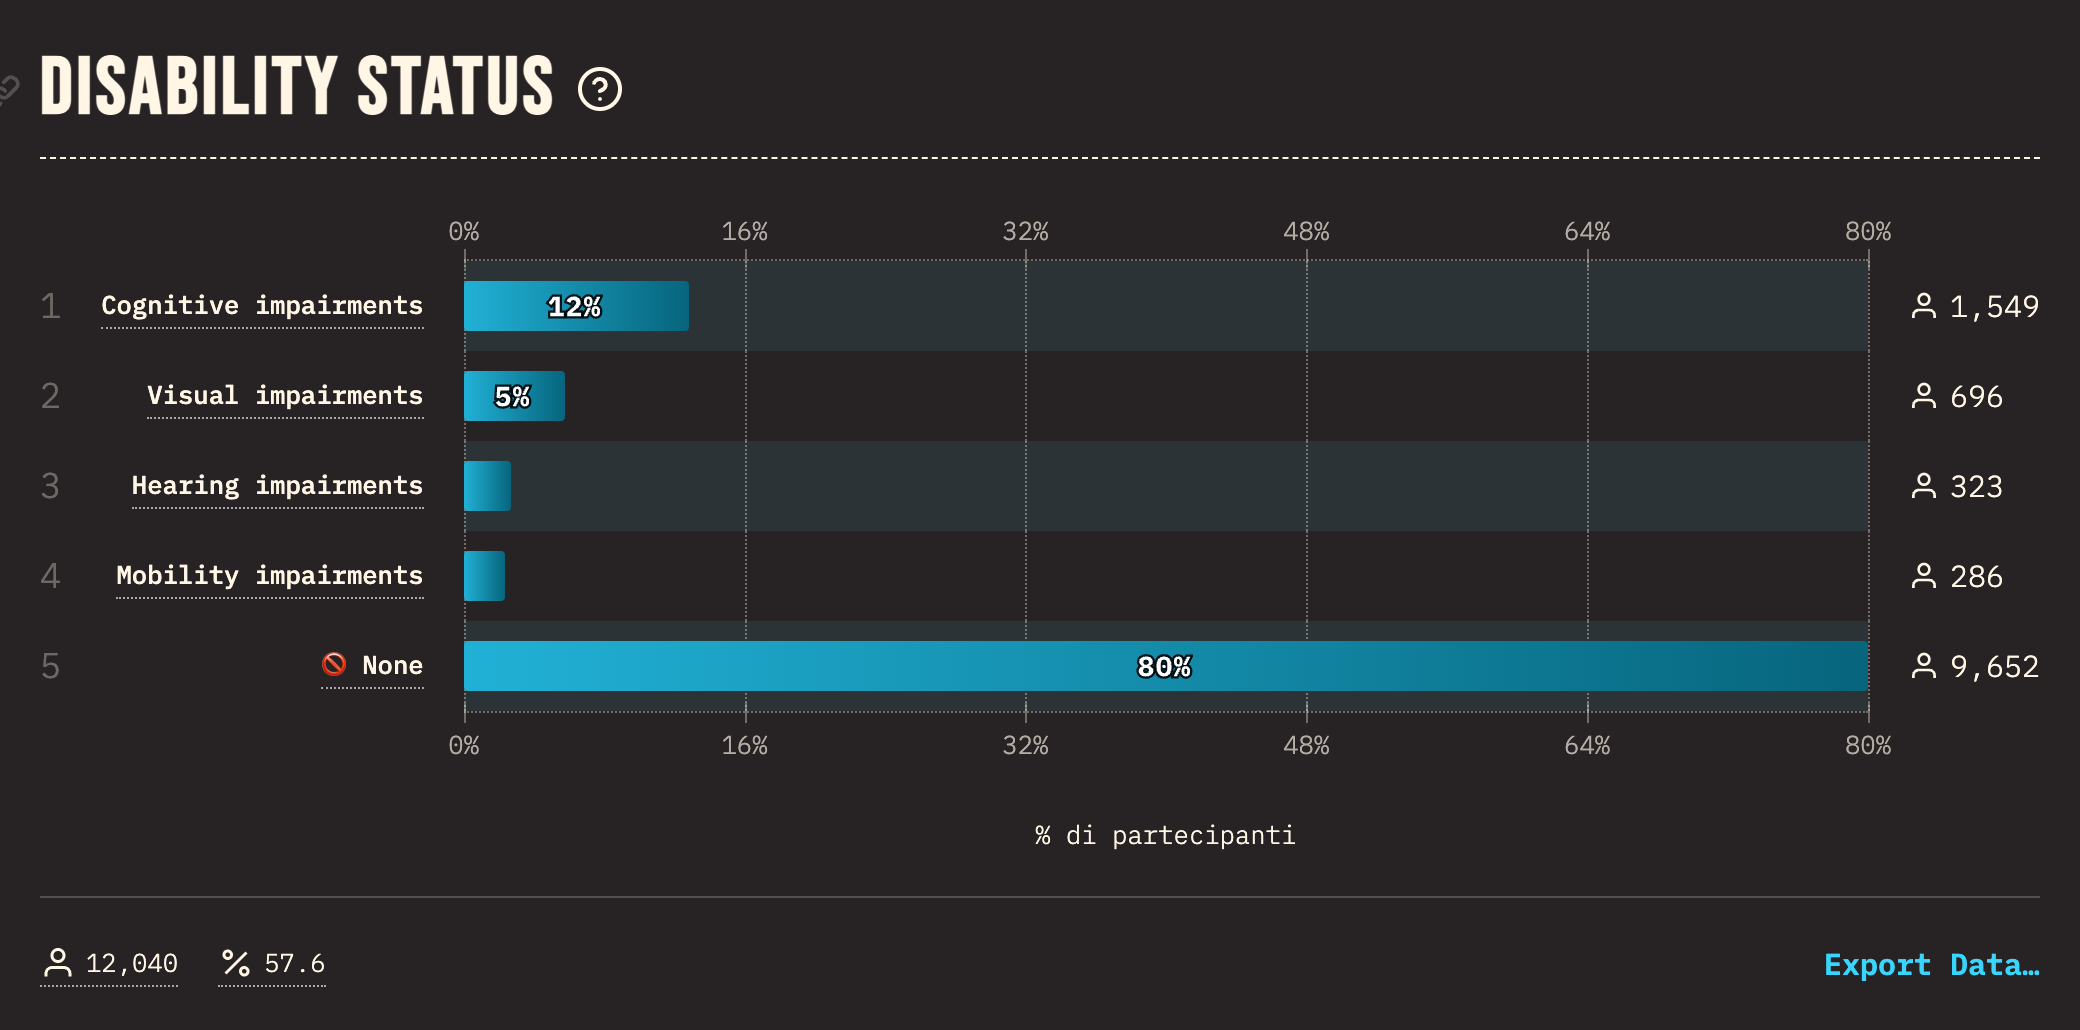 DISABILITY STATUS ?
0% 16% 32% 48% 64% 80%
1 Cognitive impairments 12% 1,549
2 Visual impairments 5% 696
3 Hearing impairments 323
4 Mobility impairments 286
5 None 80% 9,652
0% 16% 32% 48% 64% 80%
% di partecipanti
12,040 % 57.6 Export Data…